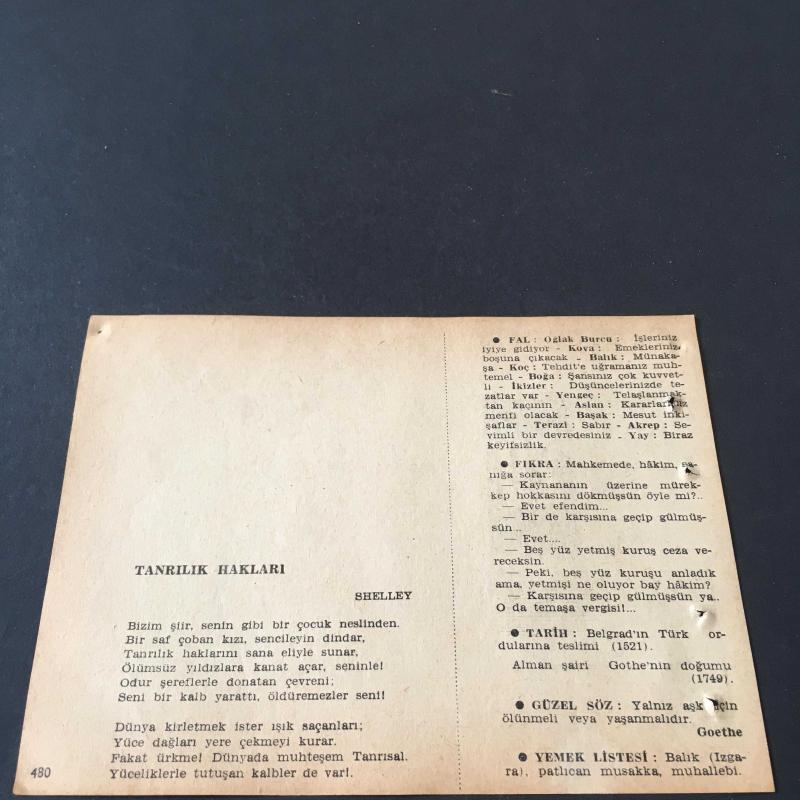 TANRILIK HAKLARI
SHELLEY
Bizim şiir, senin gibi bir çocuk neslinden.
Bir saf çoban kızı, sencileyin dindar,
Tanrılık haklarını sana eliyle sunar,
Ölümsüz yıldızlara kanat açar, seninle!
Odur şereflerle donatan çevreni;
Seni bir kalb yarattı, öldüremezler seni!
Dünya kirletmek ister ışık saçanları;
Yüce dağları yere çekmeyi kurar.
Fakat ürkme! Dünyada muhteşem Tanrısal,
Yüceliklerle tutuşan kalbler de var!.
480
● FAL : Oğlak Burcu : İşleriniz
iyiye gidiyor - Kova : Emekleriniz
boşuna çıkacak - Balık : Münaka-
şa - Koç : Tehdit'e uğramanız muh-
temel - Boğa : Şansınız çok kuvvet-
li - İkizler : Düşüncelerinizde te-
zatlar var - Yengeç : Telaşlanmak-
tan kaçının - Aslan : Kararlarınız
menfi olacak - Başak : Mesut inki-
şaflar - Terazi : Sabır - Akrep : Se-
vimli bir devredesiniz - Yay : Biraz
keyifsizlik.
● FIKRA : Mahkemede, hâkim, sa-
nığa sorar:
— Kaynananın üzerine mürek-
kep hokkasını dökmüşsün öyle mi?..
— Evet efendim...
— Bir de karşısına geçip gülmüş-
sün..
— Evet....
— Beş yüz yetmiş kuruş ceza ve-
receksin.
— Peki, beş yüz kuruşu anladık
ama, yetmişi ne oluyor bay hâkim?
— Karşısına geçip gülmüşsün ya..
O da temaşa vergisi!...
● TARİH : Belgrad'ın Türk or-
dularına teslimi (1521).
Alman şairi Gothe'nin doğumu
(1749).
● GÜZEL SÖZ : Yalnız aşk için
ölünmeli veya yaşanmalıdır.
Goethe
● YEMEK LİSTESİ : Balık (Izga-
ra), patlıcan musakka, muhallebi.